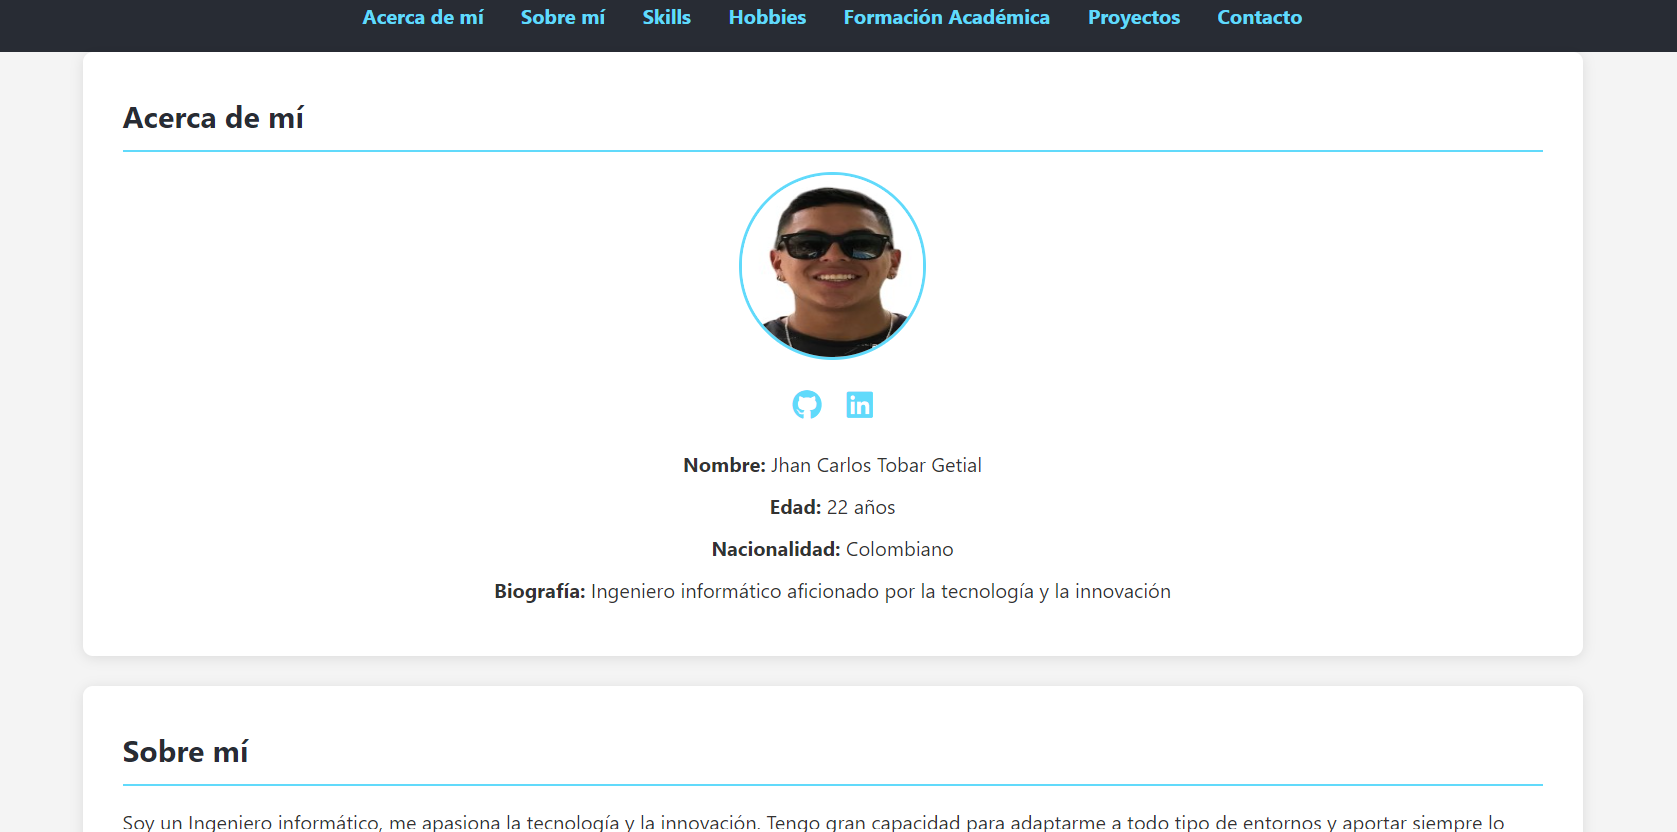 Acerca de mí Sobre mí Skills Hobbies Formación Académica Proyectos Contacto
Acerca de mí
in
Nombre: Jhan Carlos Tobar Getial
Edad: 22 años
Nacionalidad: Colombiano
Biografía: Ingeniero informático aficionado por la tecnología y la innovación
Sobre mí
Soy un Ingeniero informático, me apasiona la tecnología y la innovación. Tengo gran capacidad para adaptarme a todo tipo de entornos y aportar siempre lo